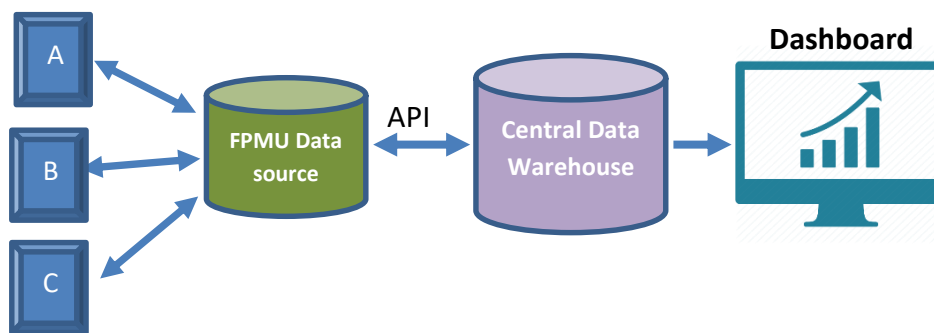 A
B
C
FPMU Data
source
API
Central Data
Warehouse
Dashboard